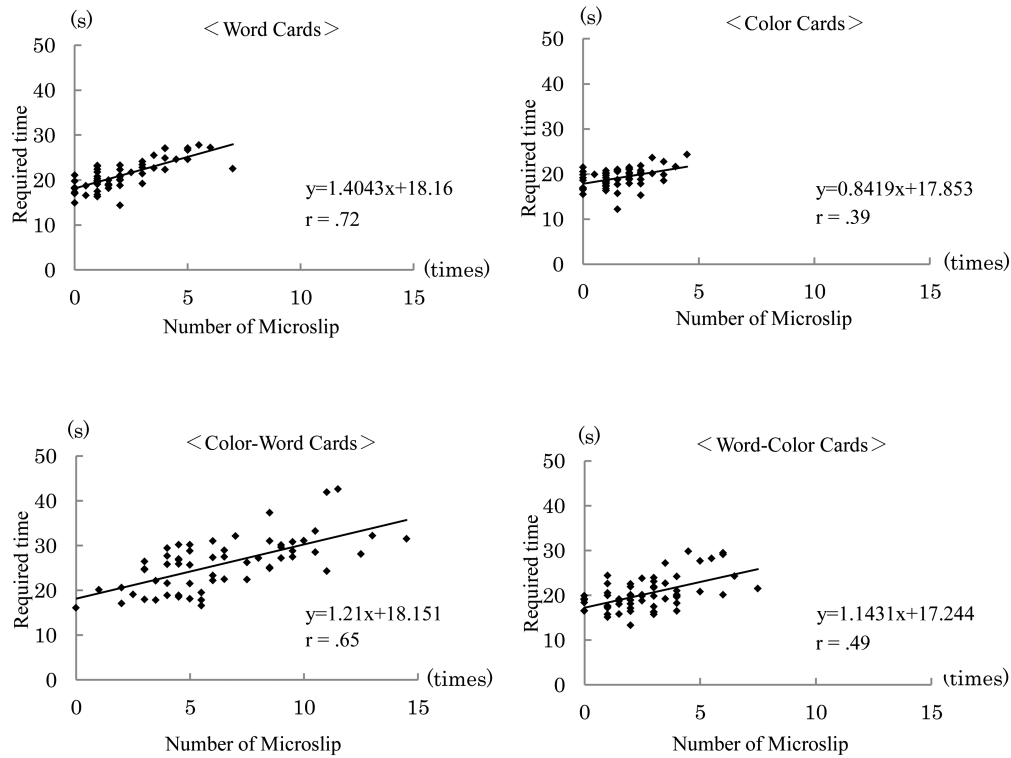 (s)
＜Word Cards＞
50
40
30
20
10
0
Required time
y=1.4043x+18.16
r = .72
(times)
0 5 10 15
Number of Microslip
(s)
＜Color Cards＞
50
40
30
20
10
0
Required time
y=0.8419x+17.853
r = .39
(times)
0 5 10 15
Number of Microslip
(s)
＜Color-Word Cards＞
50
40
30
20
10
0
Required time
y=1.21x+18.151
r = .65
(times)
0 5 10 15
Number of Microslip
(s)
＜Word-Color Cards＞
50
40
30
20
10
0
Required time
y=1.1431x+17.244
r = .49
(times)
0 5 10 15
Number of Microslip